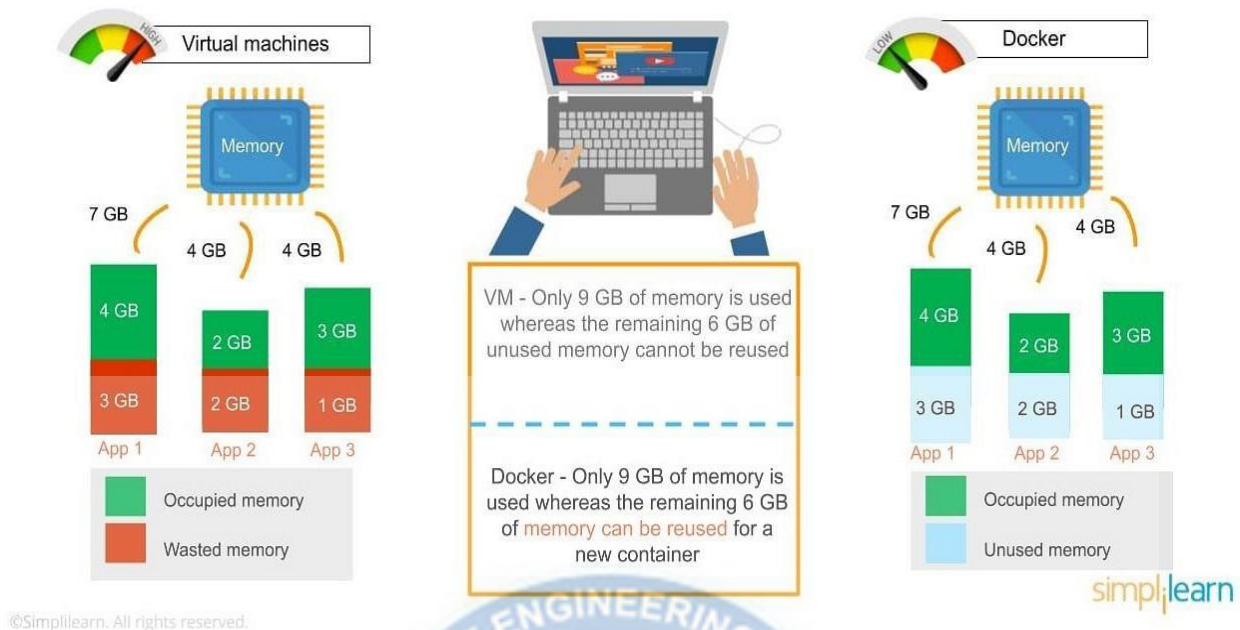 HIGH
Virtual machines
Memory
7 GB
4 GB
4 GB
4 GB
3 GB
2 GB
2 GB
3 GB
1 GB
App 1
App 2
App 3
Occupied memory
Wasted memory
VM - Only 9 GB of memory is used
whereas the remaining 6 GB of
unused memory cannot be reused
Docker - Only 9 GB of memory is
used whereas the remaining 6 GB
of memory can be reused for a
new container
LOW
Docker
Memory
7 GB
4 GB
4 GB
4 GB
3 GB
2 GB
2 GB
3 GB
1 GB
App 1
App 2
App 3
Occupied memory
Unused memory
simplilearn
©Simplilearn. All rights reserved.